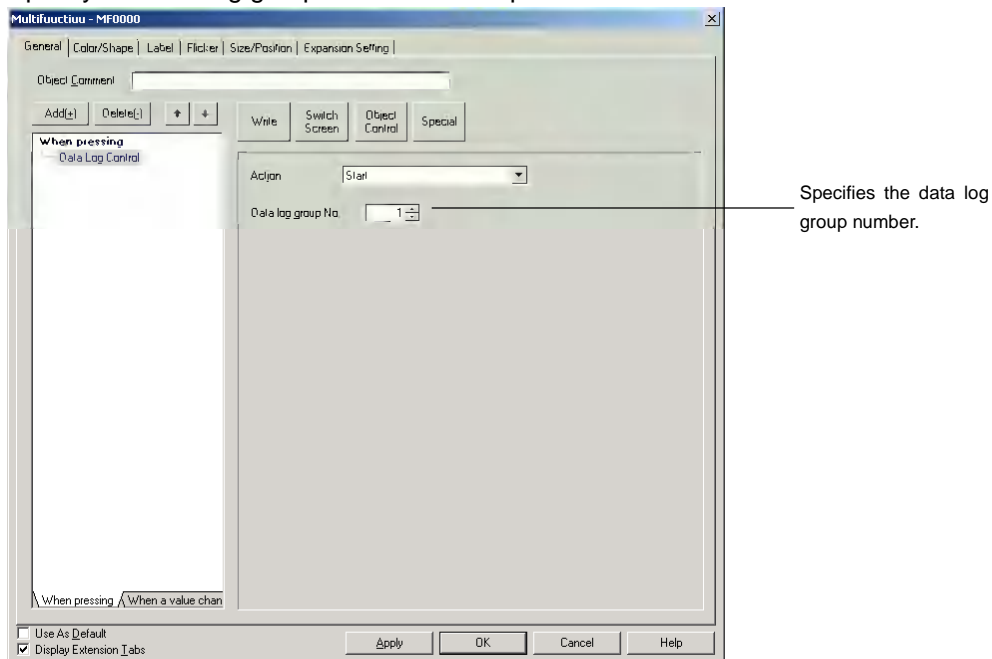 Multifuuctiuu - MF0000
General Color/Shape Label Flicker Size/Position Expansion Setting
Object Comment
Add(+) Delete(-)
Write Switch Screen Object Control Special
When pressing
Data Log Control
Action Start
Data log group No. 1
Specifies the data log
group number.
When pressing When a value chan
Use As Default
Display Extension Tabs
Apply OK Cancel Help